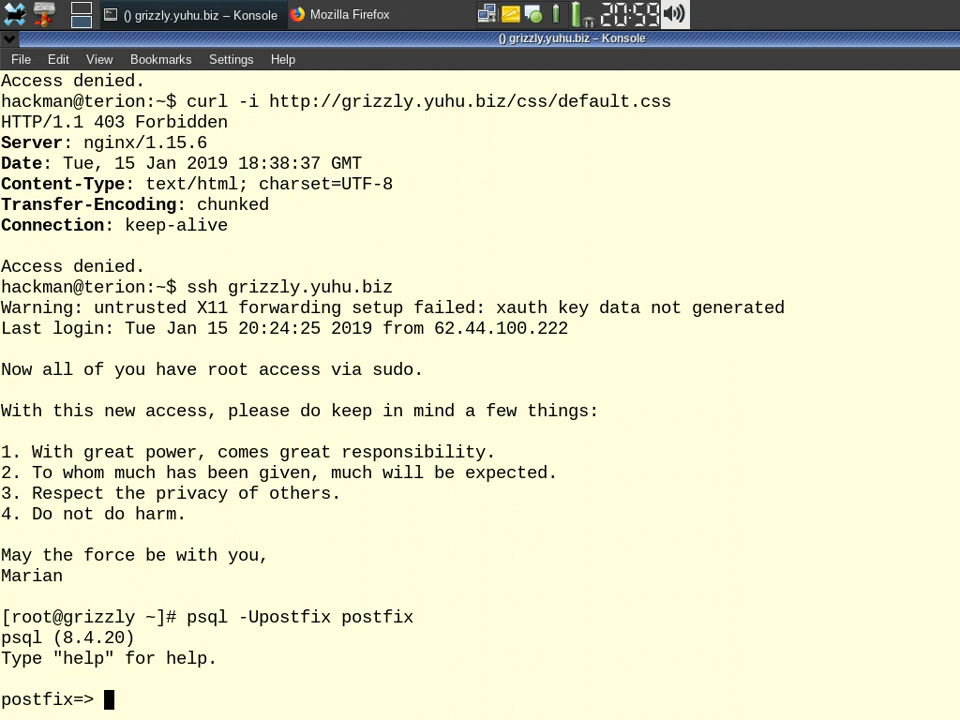 () grizzly.yuhu.biz – Konsole
Mozilla Firefox
20:59
() grizzly.yuhu.biz – Konsole
File Edit View Bookmarks Settings Help
Access denied.
hackman@terion:~$ curl -i http://grizzly.yuhu.biz/css/default.css
HTTP/1.1 403 Forbidden
Server: nginx/1.15.6
Date: Tue, 15 Jan 2019 18:38:37 GMT
Content-Type: text/html; charset=UTF-8
Transfer-Encoding: chunked
Connection: keep-alive
Access denied.
hackman@terion:~$ ssh grizzly.yuhu.biz
Warning: untrusted X11 forwarding setup failed: xauth key data not generated
Last login: Tue Jan 15 20:24:25 2019 from 62.44.100.222
Now all of you have root access via sudo.
With this new access, please do keep in mind a few things:
1. With great power, comes great responsibility.
2. To whom much has been given, much will be expected.
3. Respect the privacy of others.
4. Do not do harm.
May the force be with you,
Marian
[root@grizzly ~]# psql -Upostfix postfix
psql (8.4.20)
Type "help" for help.
postfix=>